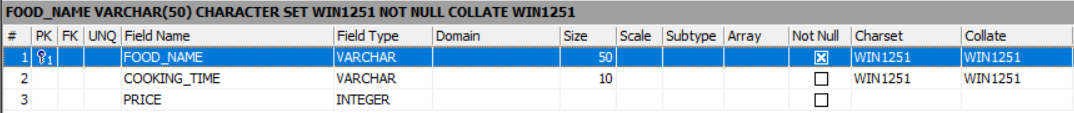 FOOD_NAME VARCHAR(50) CHARACTER SET WIN1251 NOT NULL COLLATE WIN1251
# PK FK UNQ Field Name Field Type Domain Size Scale Subtype Array Not Null Charset Collate
1 1 FOOD_NAME VARCHAR 50 WIN1251 WIN1251
2 COOKING_TIME VARCHAR 10 WIN1251 WIN1251
3 PRICE INTEGER